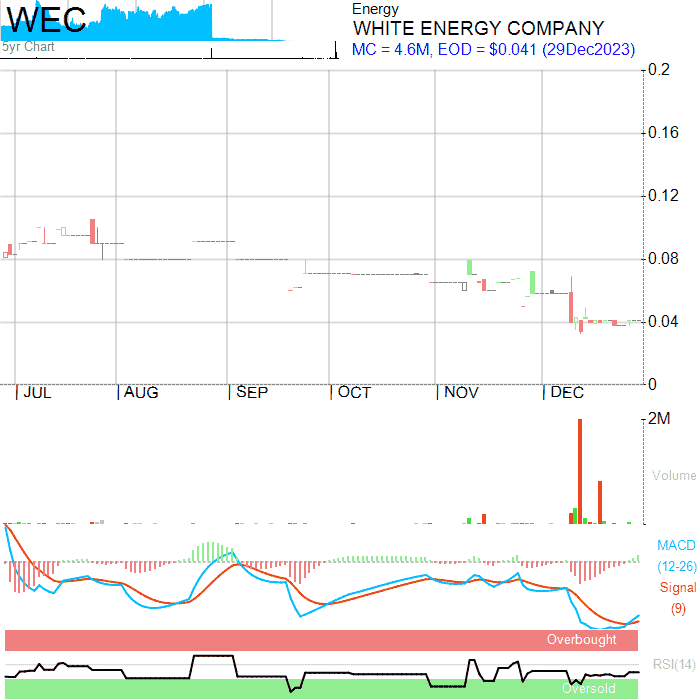 WEC
5yr Chart
Energy
WHITE ENERGY COMPANY
MC = 4.6M, EOD = $0.041 (29Dec2023)
0.2
0.16
0.12
0.08
0.04
0
JUL AUG SEP OCT NOV DEC
2M
Volume
MACD
(12-26)
Signal
(9)
Overbought
RSI(14)
Oversold